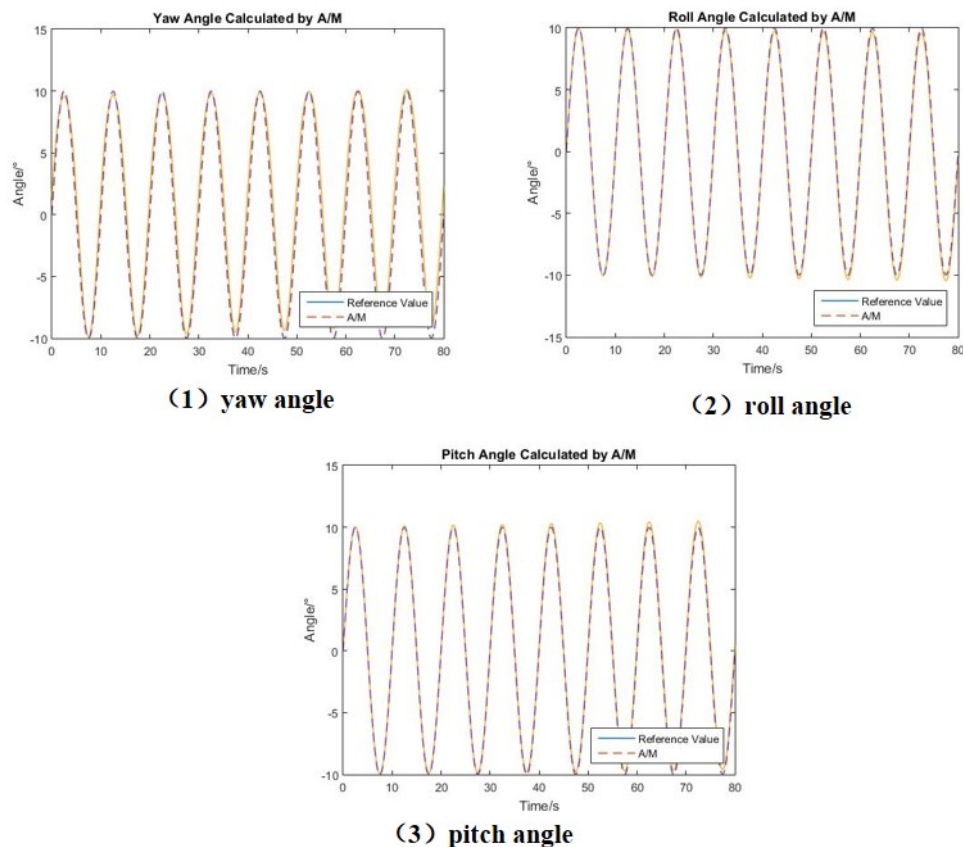 Yaw Angle Calculated by A/M
15
10
5
0
-5
-10
Angle/°
0 10 20 30 40 50 60 70 80
Time/s
Reference Value
A/M
（1）yaw angle
Roll Angle Calculated by A/M
10
5
0
-5
-10
-15
Angle/°
0 10 20 30 40 50 60 70 80
Time/s
Reference Value
A/M
（2）roll angle
Pitch Angle Calculated by A/M
15
10
5
0
-5
-10
Angle/°
0 10 20 30 40 50 60 70 80
Time/s
Reference Value
A/M
（3）pitch angle